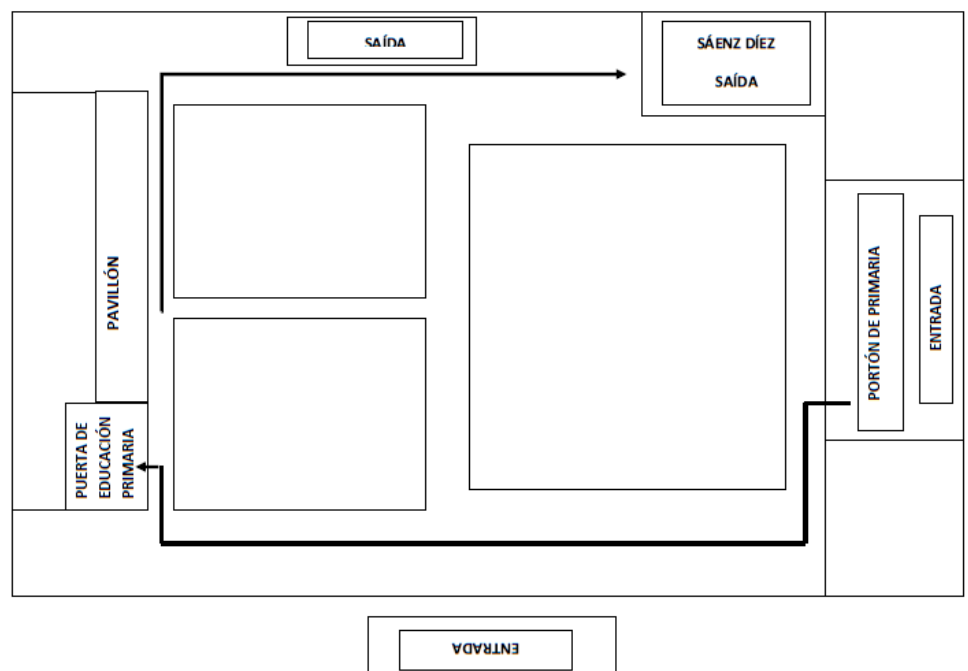 SAÍDA
SÁENZ DÍEZ
SAÍDA
PAVILLÓN
PORTÓN DE PRIMARIA
ENTRADA
PUERTA DE
EDUCACIÓN
PRIMARIA
ENTRADA